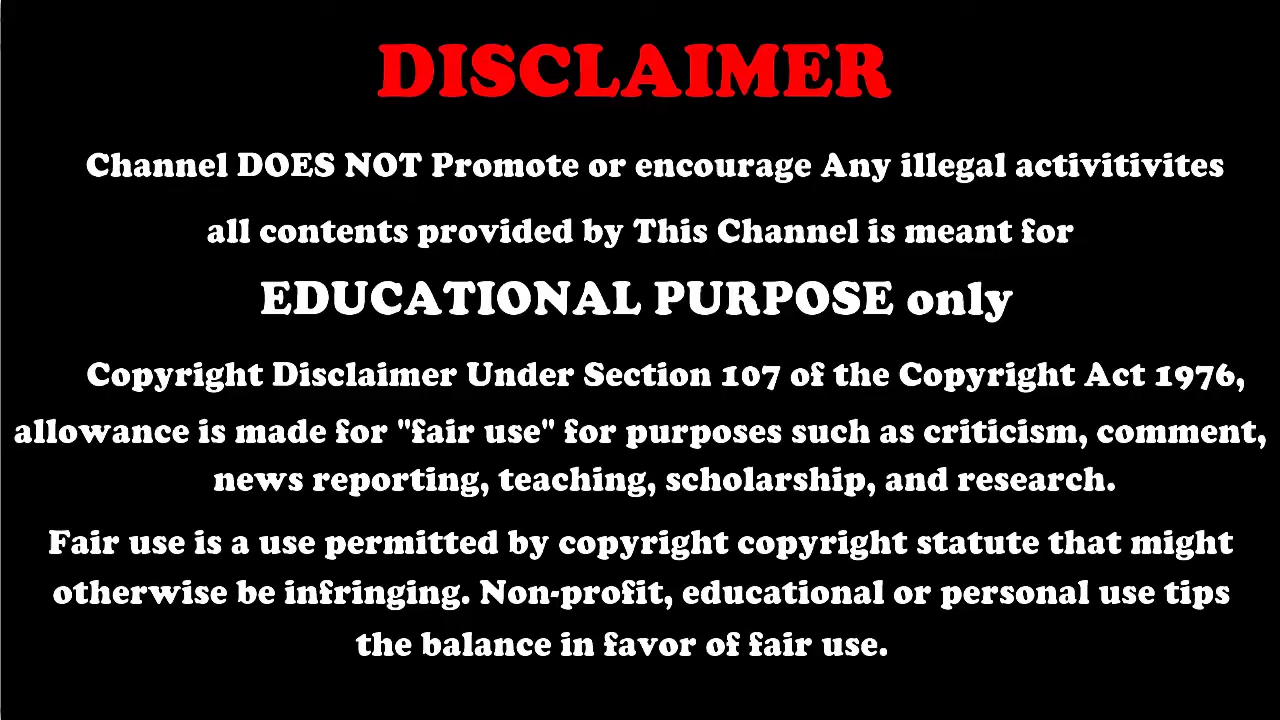 DISCLAIMER
Channel DOES NOT Promote or encourage Any illegal activitivites
all contents provided by This Channel is meant for
EDUCATIONAL PURPOSE only
Copyright Disclaimer Under Section 107 of the Copyright Act 1976,
allowance is made for "fair use" for purposes such as criticism, comment,
news reporting, teaching, scholarship, and research.
Fair use is a use permitted by copyright copyright statute that might
otherwise be infringing. Non-profit, educational or personal use tips
the balance in favor of fair use.